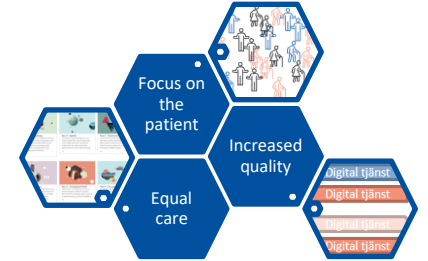 Focus on
the
patient
Increased
quality
Equal
care
Digital tjänst
Digital tjänst
Digital tjänst
Digital tjänst